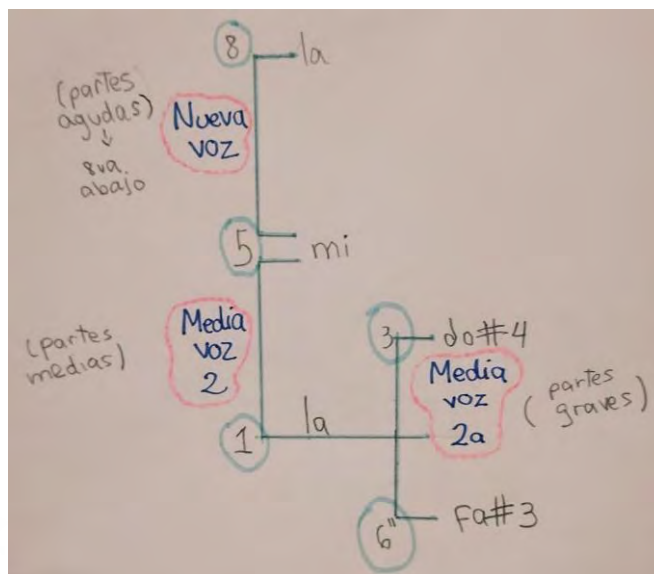 8
la
(partes
agudas)
↓
8va.
abajo
Nueva
voz
5
mi
(partes
medias)
Media
voz
2
3
do#4
Media
voz
2a
(partes
graves)
1
la
6"
Fa#3